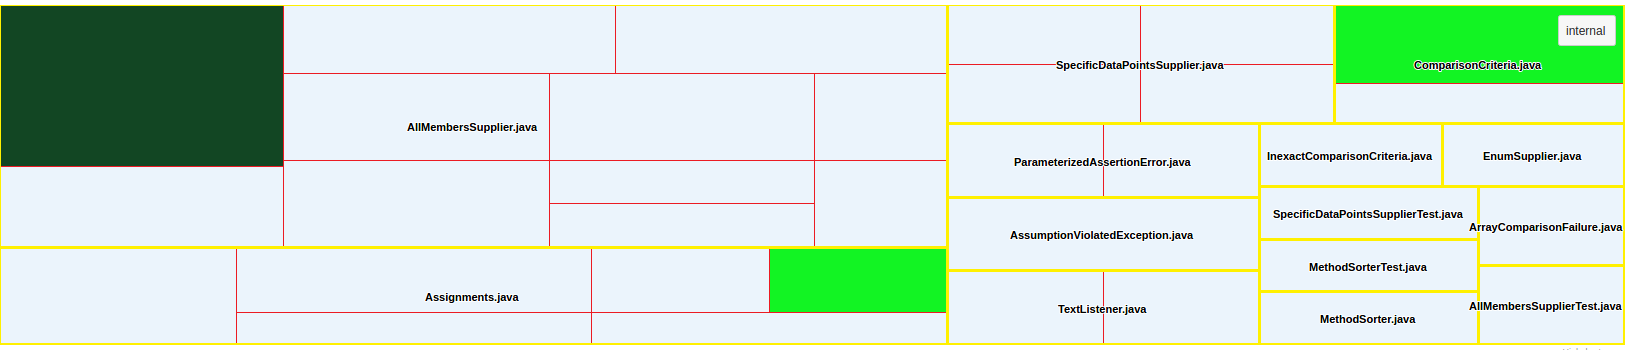 internal
SpecificDataPointsSupplier.java
ComparisonCriteria.java
AllMembersSupplier.java
ParameterizedAssertionError.java
InexactComparisonCriteria.java
EnumSupplier.java
SpecificDataPointsSupplierTest.java
ArrayComparisonFailure.java
AssumptionViolatedException.java
MethodSorterTest.java
Assignments.java
TextListener.java
AllMembersSupplierTest.java
MethodSorter.java